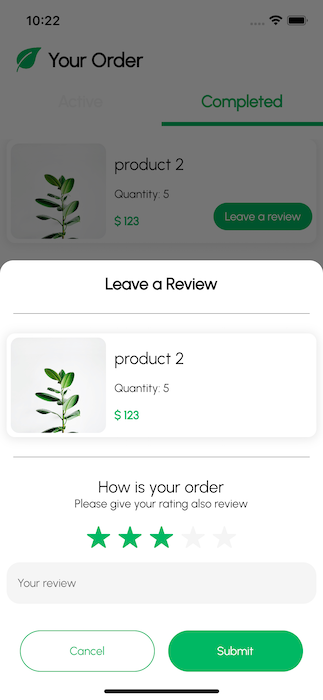 10:22
Your Order
Active
Completed
product 2
Quantity: 5
$ 123
Leave a review
Leave a Review
product 2
Quantity: 5
$ 123
How is your order
Please give your rating also review
Your review
Cancel
Submit